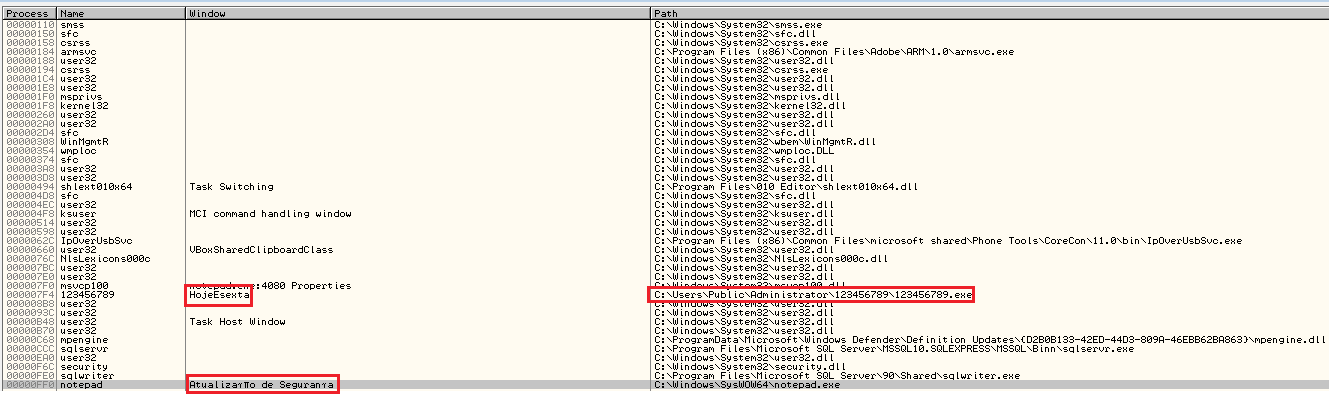 Process Name Window Path
00000110 smss C:\Windows\System32\smss.exe
00000150 sfc C:\Windows\System32\sfc.dll
00000158 csrss C:\Windows\System32\csrss.exe
00000184 armsvc C:\Program Files (x86)\Common Files\Adobe\ARM\1.0\armsvc.exe
00000188 user32 C:\Windows\System32\user32.dll
00000194 csrss C:\Windows\System32\csrss.exe
000001C4 user32 C:\Windows\System32\user32.dll
000001E8 user32 C:\Windows\System32\user32.dll
000001F0 msprivs C:\Windows\System32\msprivs.dll
000001F8 kernel32 C:\Windows\System32\kernel32.dll
00000260 user32 C:\Windows\System32\user32.dll
000002A0 user32 C:\Windows\System32\user32.dll
000002D4 sfc C:\Windows\System32\sfc.dll
00000308 WinMgmtR C:\Windows\System32\wbem\WinMgmtR.dll
00000354 wmploc C:\Windows\System32\wmploc.DLL
00000374 sfc C:\Windows\System32\sfc.dll
000003A8 user32 C:\Windows\System32\user32.dll
000003D8 user32 C:\Windows\System32\user32.dll
00000494 shlext010x64 Task Switching C:\Program Files\010 Editor\shlext010x64.dll
000004D8 sfc C:\Windows\System32\sfc.dll
000004EC user32 C:\Windows\System32\user32.dll
000004F8 ksuser MCI command handling window C:\Windows\System32\ksuser.dll
00000514 user32 C:\Windows\System32\user32.dll
00000598 user32 C:\Windows\System32\user32.dll
0000062C IpOverUsbSvc C:\Program Files (x86)\Common Files\microsoft shared\Phone Tools\CoreCon\11.0\bin\IpOverUsbSvc.exe
00000660 user32 VBoxSharedClipboardClass C:\Windows\System32\user32.dll
0000076C NlsLexicons000c C:\Windows\System32\NlsLexicons000c.dll
000007BC user32 C:\Windows\System32\user32.dll
000007E0 user32 C:\Windows\System32\user32.dll
000007F0 msvcp100 notepad.exe:4080 Properties C:\Windows\System32\msvcp100.dll
000007F4 123456789 HojeEsexta C:\Users\Public\Administrator\123456789\123456789.exe
000008B8 user32 C:\Windows\System32\user32.dll
0000093C user32 C:\Windows\System32\user32.dll
00000B48 user32 Task Host Window C:\Windows\System32\user32.dll
00000B70 user32 C:\Windows\System32\user32.dll
00000C68 mpengine C:\ProgramData\Microsoft\Windows Defender\Definition Updates\{D2B0B133-42ED-44D3-809A-46EBB62BA863}\mpengine.dll
00000CCC sqlservr C:\Program Files\Microsoft SQL Server\MSSQL10.SQLEXPRESS\MSSQL\Binn\sqlservr.exe
00000EA0 user32 C:\Windows\System32\user32.dll
00000F6C security C:\Windows\System32\security.dll
00000FE0 sqlwriter C:\Program Files\Microsoft SQL Server\90\Shared\sqlwriter.exe
00000FF0 notepad de C:\Windows\SysWOW64\notepad.exe